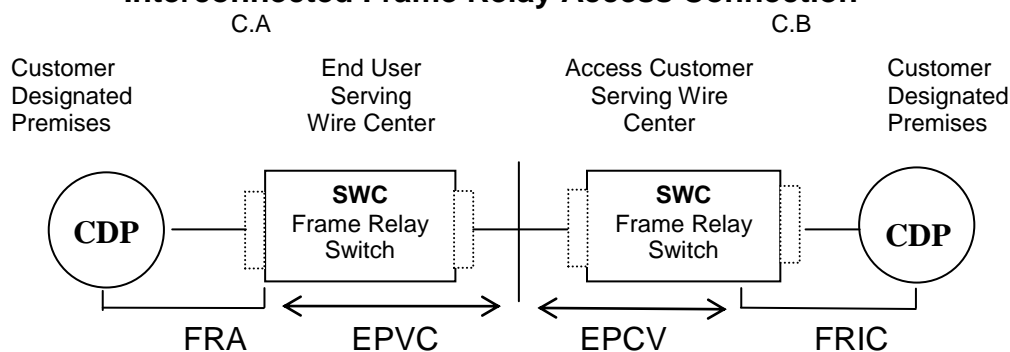 Interconnected Frame Relay Access Connection
C.A C.B
Customer
Designated
Premises
End User
Serving
Wire Center
Access Customer
Serving Wire
Center
Customer
Designated
Premises
CDP
SWC
Frame Relay
Switch
SWC
Frame Relay
Switch
CDP
FRA EPVC EPCV FRIC